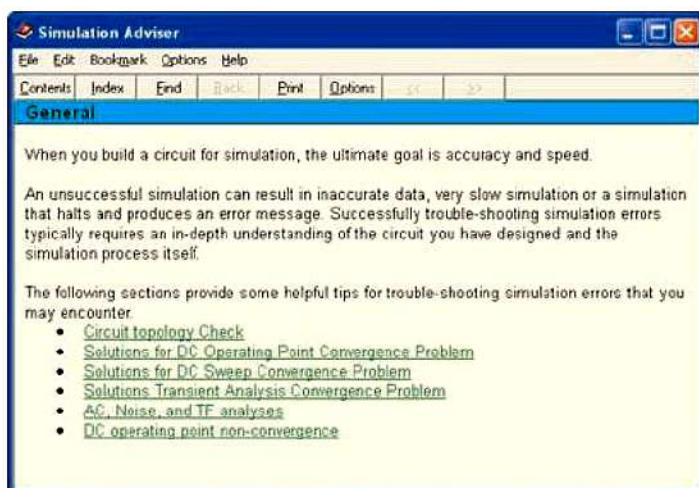 Simulation Adviser
File Edit Bookmark Options Help
Contents Index Find Back Print Options << >>
General
When you build a circuit for simulation, the ultimate goal is accuracy and speed.
An unsuccessful simulation can result in inaccurate data, very slow simulation or a simulation
that halts and produces an error message. Successfully trouble-shooting simulation errors
typically requires an in-depth understanding of the circuit you have designed and the
simulation process itself.
The following sections provide some helpful tips for trouble-shooting simulation errors that you
may encounter.
• Circuit topology Check
• Solutions for DC Operating Point Convergence Problem
• Solutions for DC Sweep Convergence Problem
• Solutions Transient Analysis Convergence Problem
• AC, Noise, and TF analyses
• DC operating point non-convergence